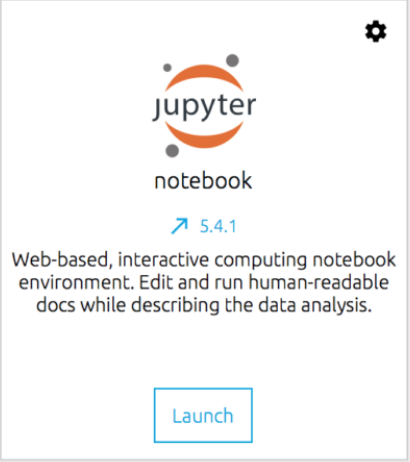 jupyter
notebook
5.4.1
Web-based, interactive computing notebook
environment. Edit and run human-readable
docs while describing the data analysis.
Launch